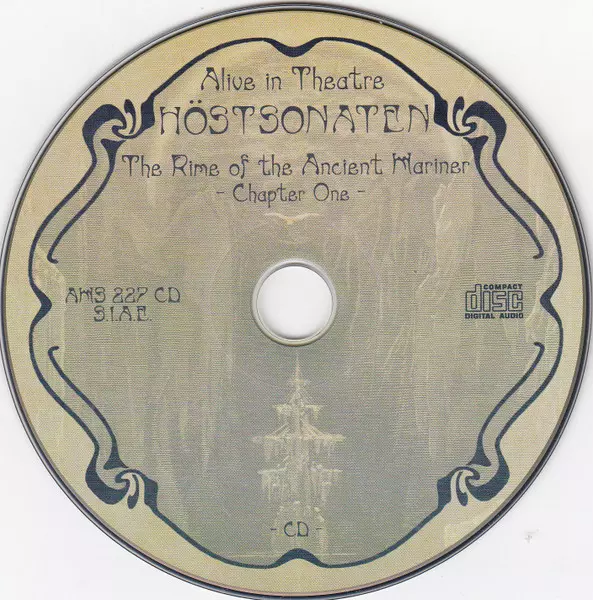 Alive in Theatre
HÖSTSONATEN
The Rime of the Ancient Mariner
- Chapter One -
AMS 227 CD
S.I.A.E.
COMPACT
disc
DIGITAL AUDIO
- CD -